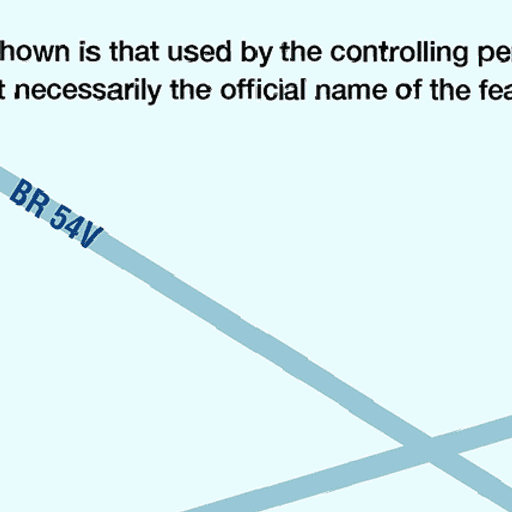 hown is that used by the controlling pe
t necessarily the official name of the fea
BR 54V